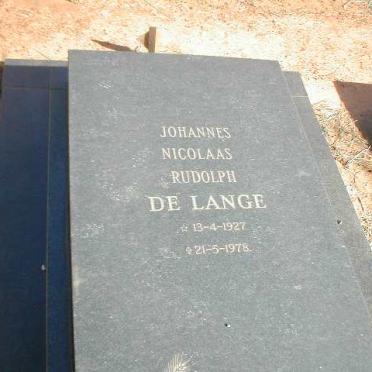 JOHANNES
NICOLAAS
RUDOLPH
DE LANGE
☆ 13-4-1927
✞ 21-5-1978.